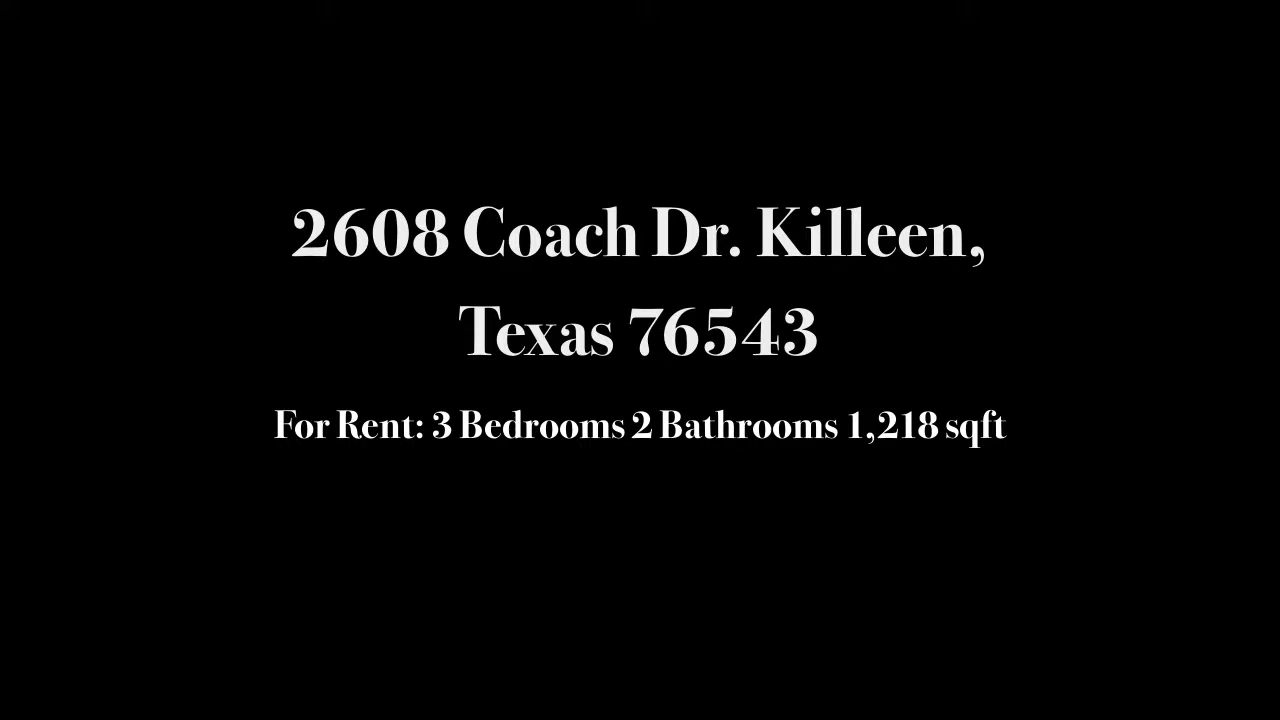 2608 Coach Dr. Killeen,
Texas 76543
For Rent: 3 Bedrooms 2 Bathrooms 1,218 sqft